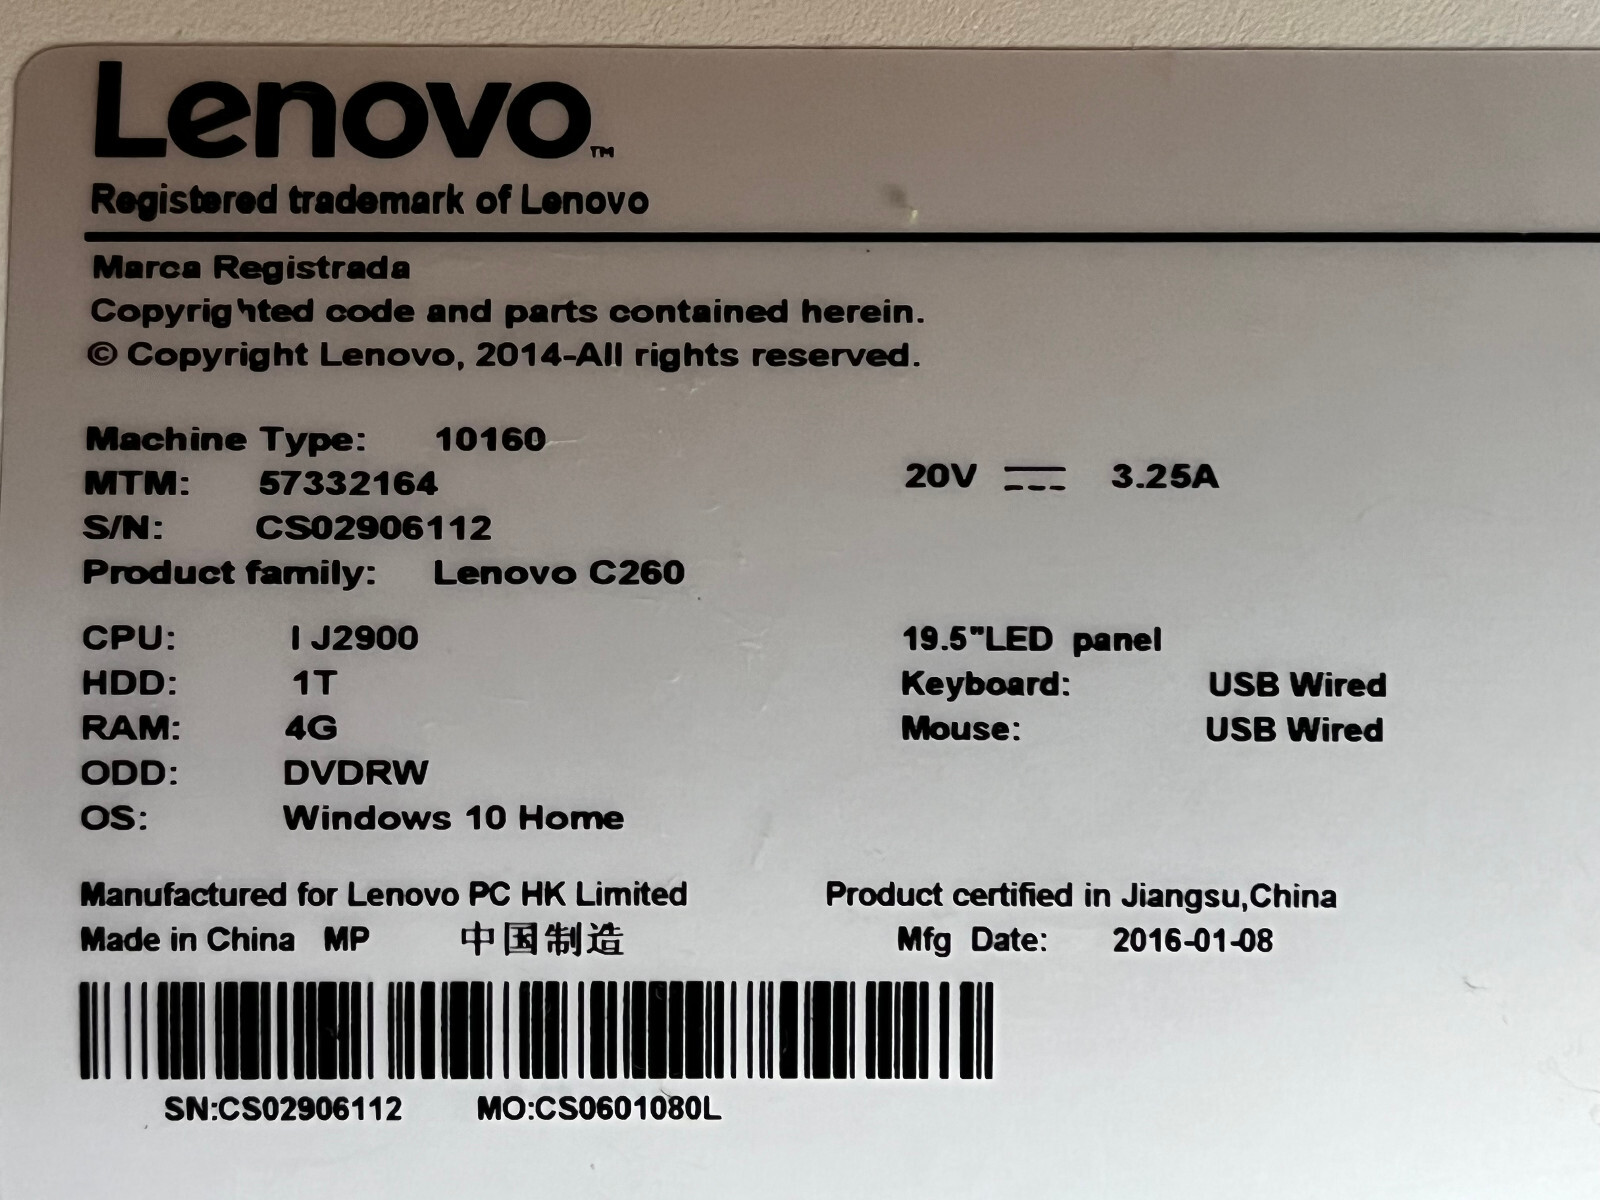 Lenovo™
Registered trademark of Lenovo
Marca Registrada
Copyrighted code and parts contained herein.
© Copyright Lenovo, 2014-All rights reserved.
Machine Type: 10160
MTM: 57332164
20V ⎓ 3.25A
S/N: CS02906112
Product family: Lenovo C260
CPU: I J2900
19.5"LED panel
HDD: 1T
Keyboard: USB Wired
RAM: 4G
Mouse: USB Wired
ODD: DVDRW
OS: Windows 10 Home
Manufactured for Lenovo PC HK Limited
Product certified in Jiangsu,China
Made in China MP 中国制造
Mfg Date: 2016-01-08
SN:CS02906112 MO:CS0601080L